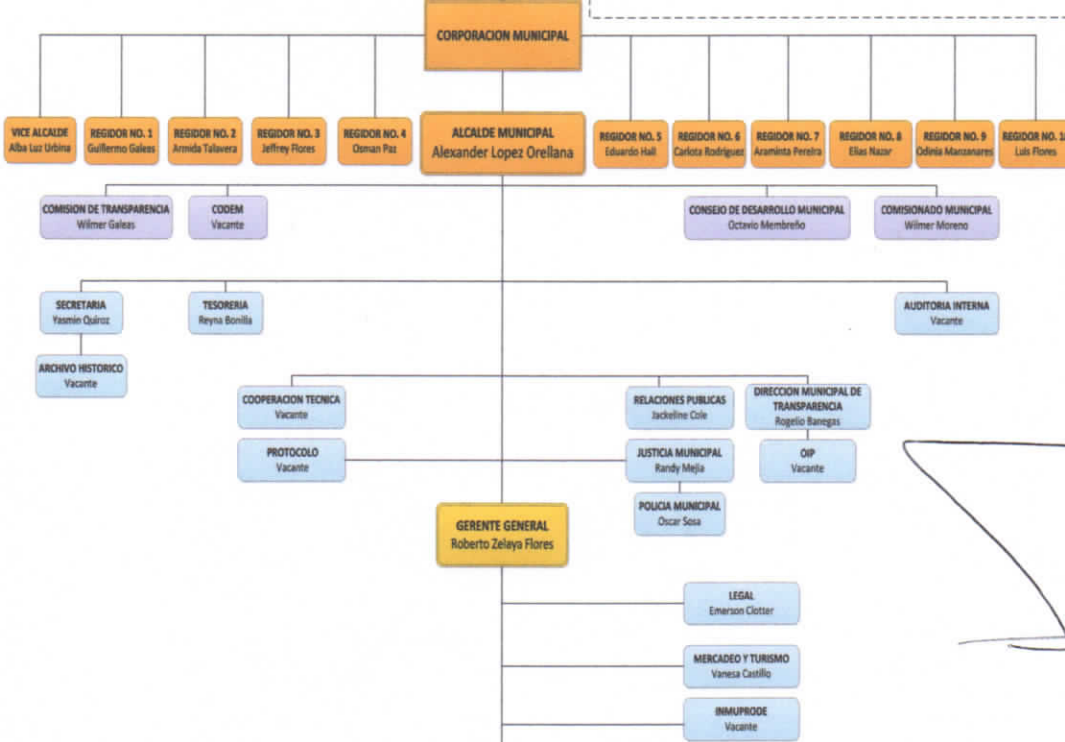 CORPORACION MUNICIPAL
VICE ALCALDE
Alba Luz Urbina
REGIDOR NO. 1
Guillermo Galeas
REGIDOR NO. 2
Armida Talavera
REGIDOR NO. 3
Jeffrey Flores
REGIDOR NO. 4
Osman Paz
ALCALDE MUNICIPAL
Alexander Lopez Orellana
REGIDOR NO. 5
Eduardo Hall
REGIDOR NO. 6
Carlota Rodriguez
REGIDOR NO. 7
Araminta Pereira
REGIDOR NO. 8
Elias Nazar
REGIDOR NO. 9
Odinia Manzanares
REGIDOR NO. 10
Luis Flores
COMISION DE TRANSPARENCIA
Wilmer Galeas
CODEM
Vacante
CONSEJO DE DESARROLLO MUNICIPAL
Octavio Membreño
COMISIONADO MUNICIPAL
Wilmer Moreno
SECRETARIA
Yasmin Quiroz
TESORERIA
Reyna Bonilla
AUDITORIA INTERNA
Vacante
ARCHIVO HISTORICO
Vacante
COOPERACION TECNICA
Vacante
RELACIONES PUBLICAS
Jackeline Cole
DIRECCION MUNICIPAL DE
TRANSPARENCIA
Rogelio Banegas
PROTOCOLO
Vacante
JUSTICIA MUNICIPAL
Randy Mejia
OIP
Vacante
POLICIA MUNICIPAL
Oscar Sosa
GERENTE GENERAL
Roberto Zelaya Flores
LEGAL
Emerson Clotter
MERCADEO Y TURISMO
Vanesa Castillo
INMUPRODE
Vacante